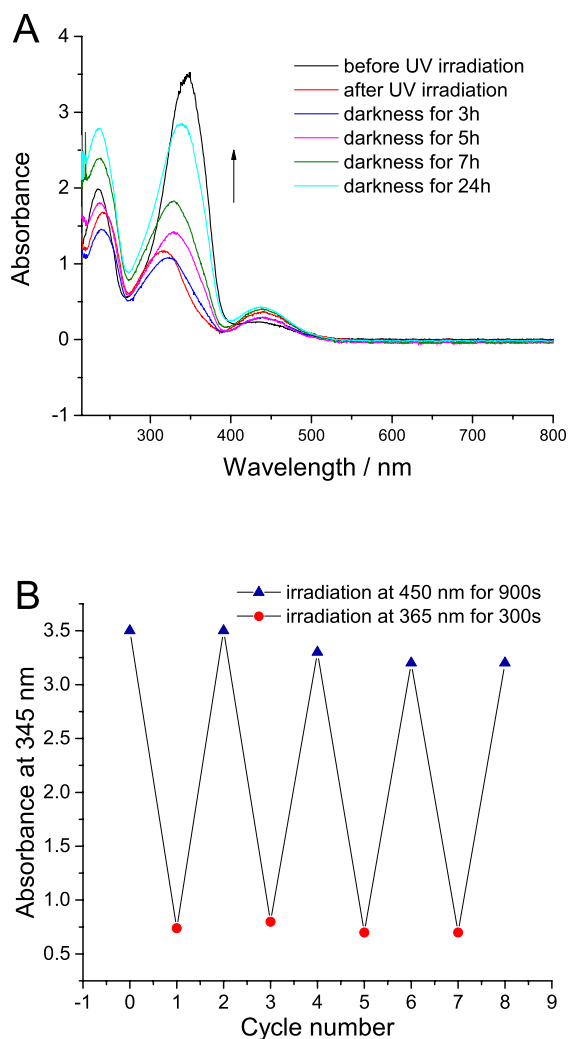 A
before UV irradiation
after UV irradiation
darkness for 3h
darkness for 5h
darkness for 7h
darkness for 24h
4
3
2
1
0
-1
Absorbance
300 400 500 600 700 800
Wavelength / nm
B
irradiation at 450 nm for 900s
irradiation at 365 nm for 300s
3.5
3.0
2.5
2.0
1.5
1.0
0.5
Absorbance at 345 nm
-1 0 1 2 3 4 5 6 7 8 9
Cycle number